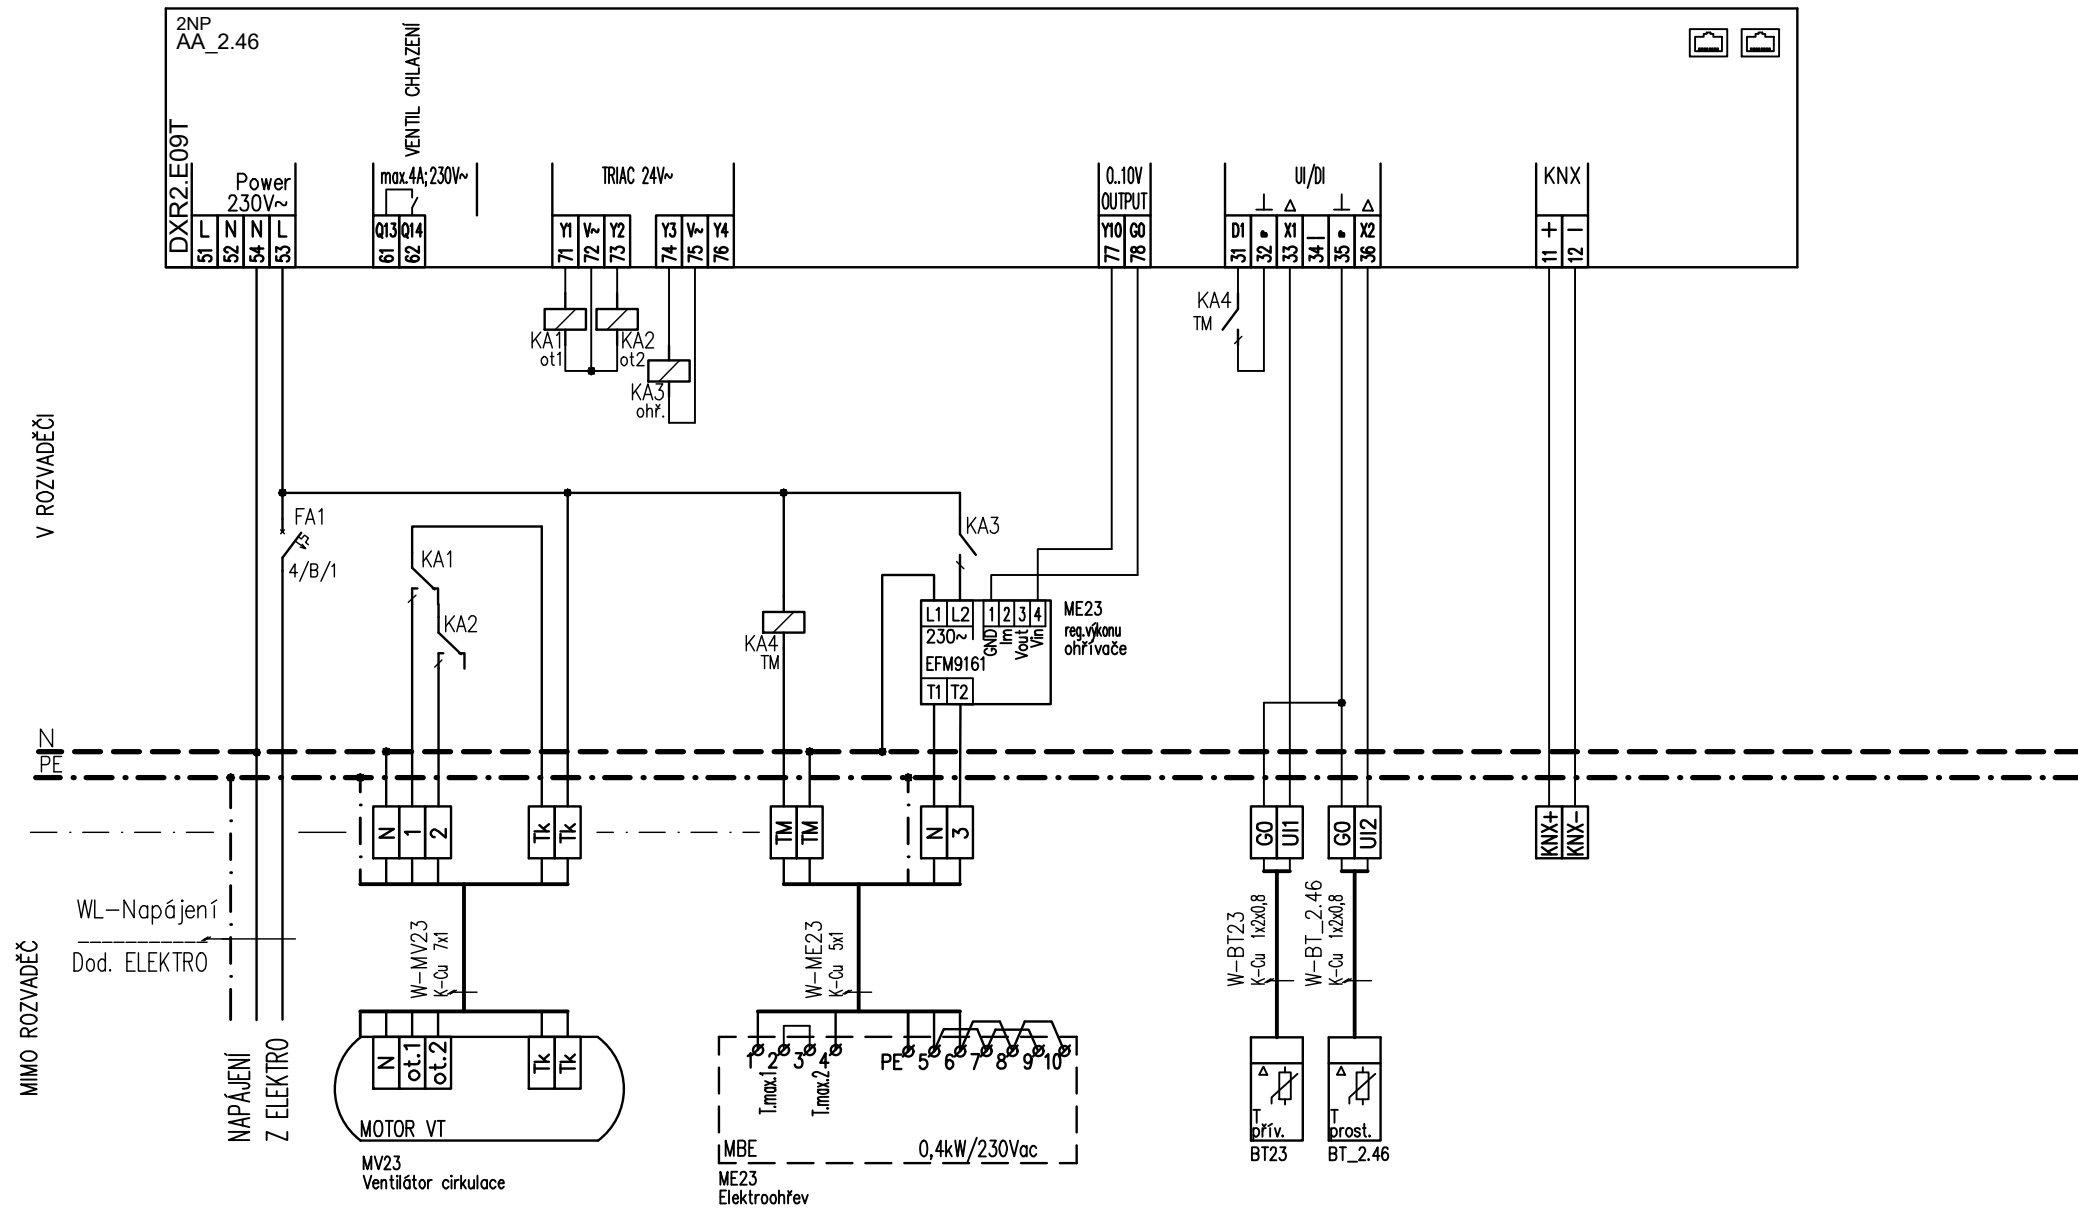 2NP
AA_2.46
DXR2.E09T
VENTIL CHLAZENÍ
Power
230V~
max.4A;230V~
TRIAC 24V~
0..10V
OUTPUT
UI/DI
KNX
L N N L
51 52 54 53
Q13 Q14
61 62
Y1 V~ Y2
71 72 73
Y3 V~ Y4
74 75 76
Y10 G0
77 78
D1 X1 X2
31 32 33 34 35 36
+ −
11 12
KA1
ot1
KA2
ot2
KA3
ohř.
KA4
TM
V ROZVADĚČI
FA1
4/B/1
KA1
KA2
KA4
TM
KA3
L1 L2 1 2 3 4
230~
GND
Im
Vout
Vin
EFM9161
T1 T2
ME23
reg.výkonu
ohřívače
N
PE
N 1 2
Tk Tk
TM TM
N 3
G0 UI1
G0 UI2
KNX+ KNX-
WL-Napájení
Dod. ELEKTRO
MIMO ROZVADĚČ
NAPÁJENÍ
Z ELEKTRO
W-MV23
K-Cu 7x1
W-ME23
K-Cu 5x1
W-BT23
K-Cu 1x2x0,8
W-BT_2.46
K-Cu 1x2x0,8
N ot.1 ot.2
Tk Tk
MOTOR VT
MV23
Ventilátor cirkulace
1 2 3 4 PE 5 6 7 8 9 10
T.max.1
T.max.2
MBE 0,4kW/230Vac
ME23
Elektroohřev
T
přív.
BT23
T
prost.
BT_2.46